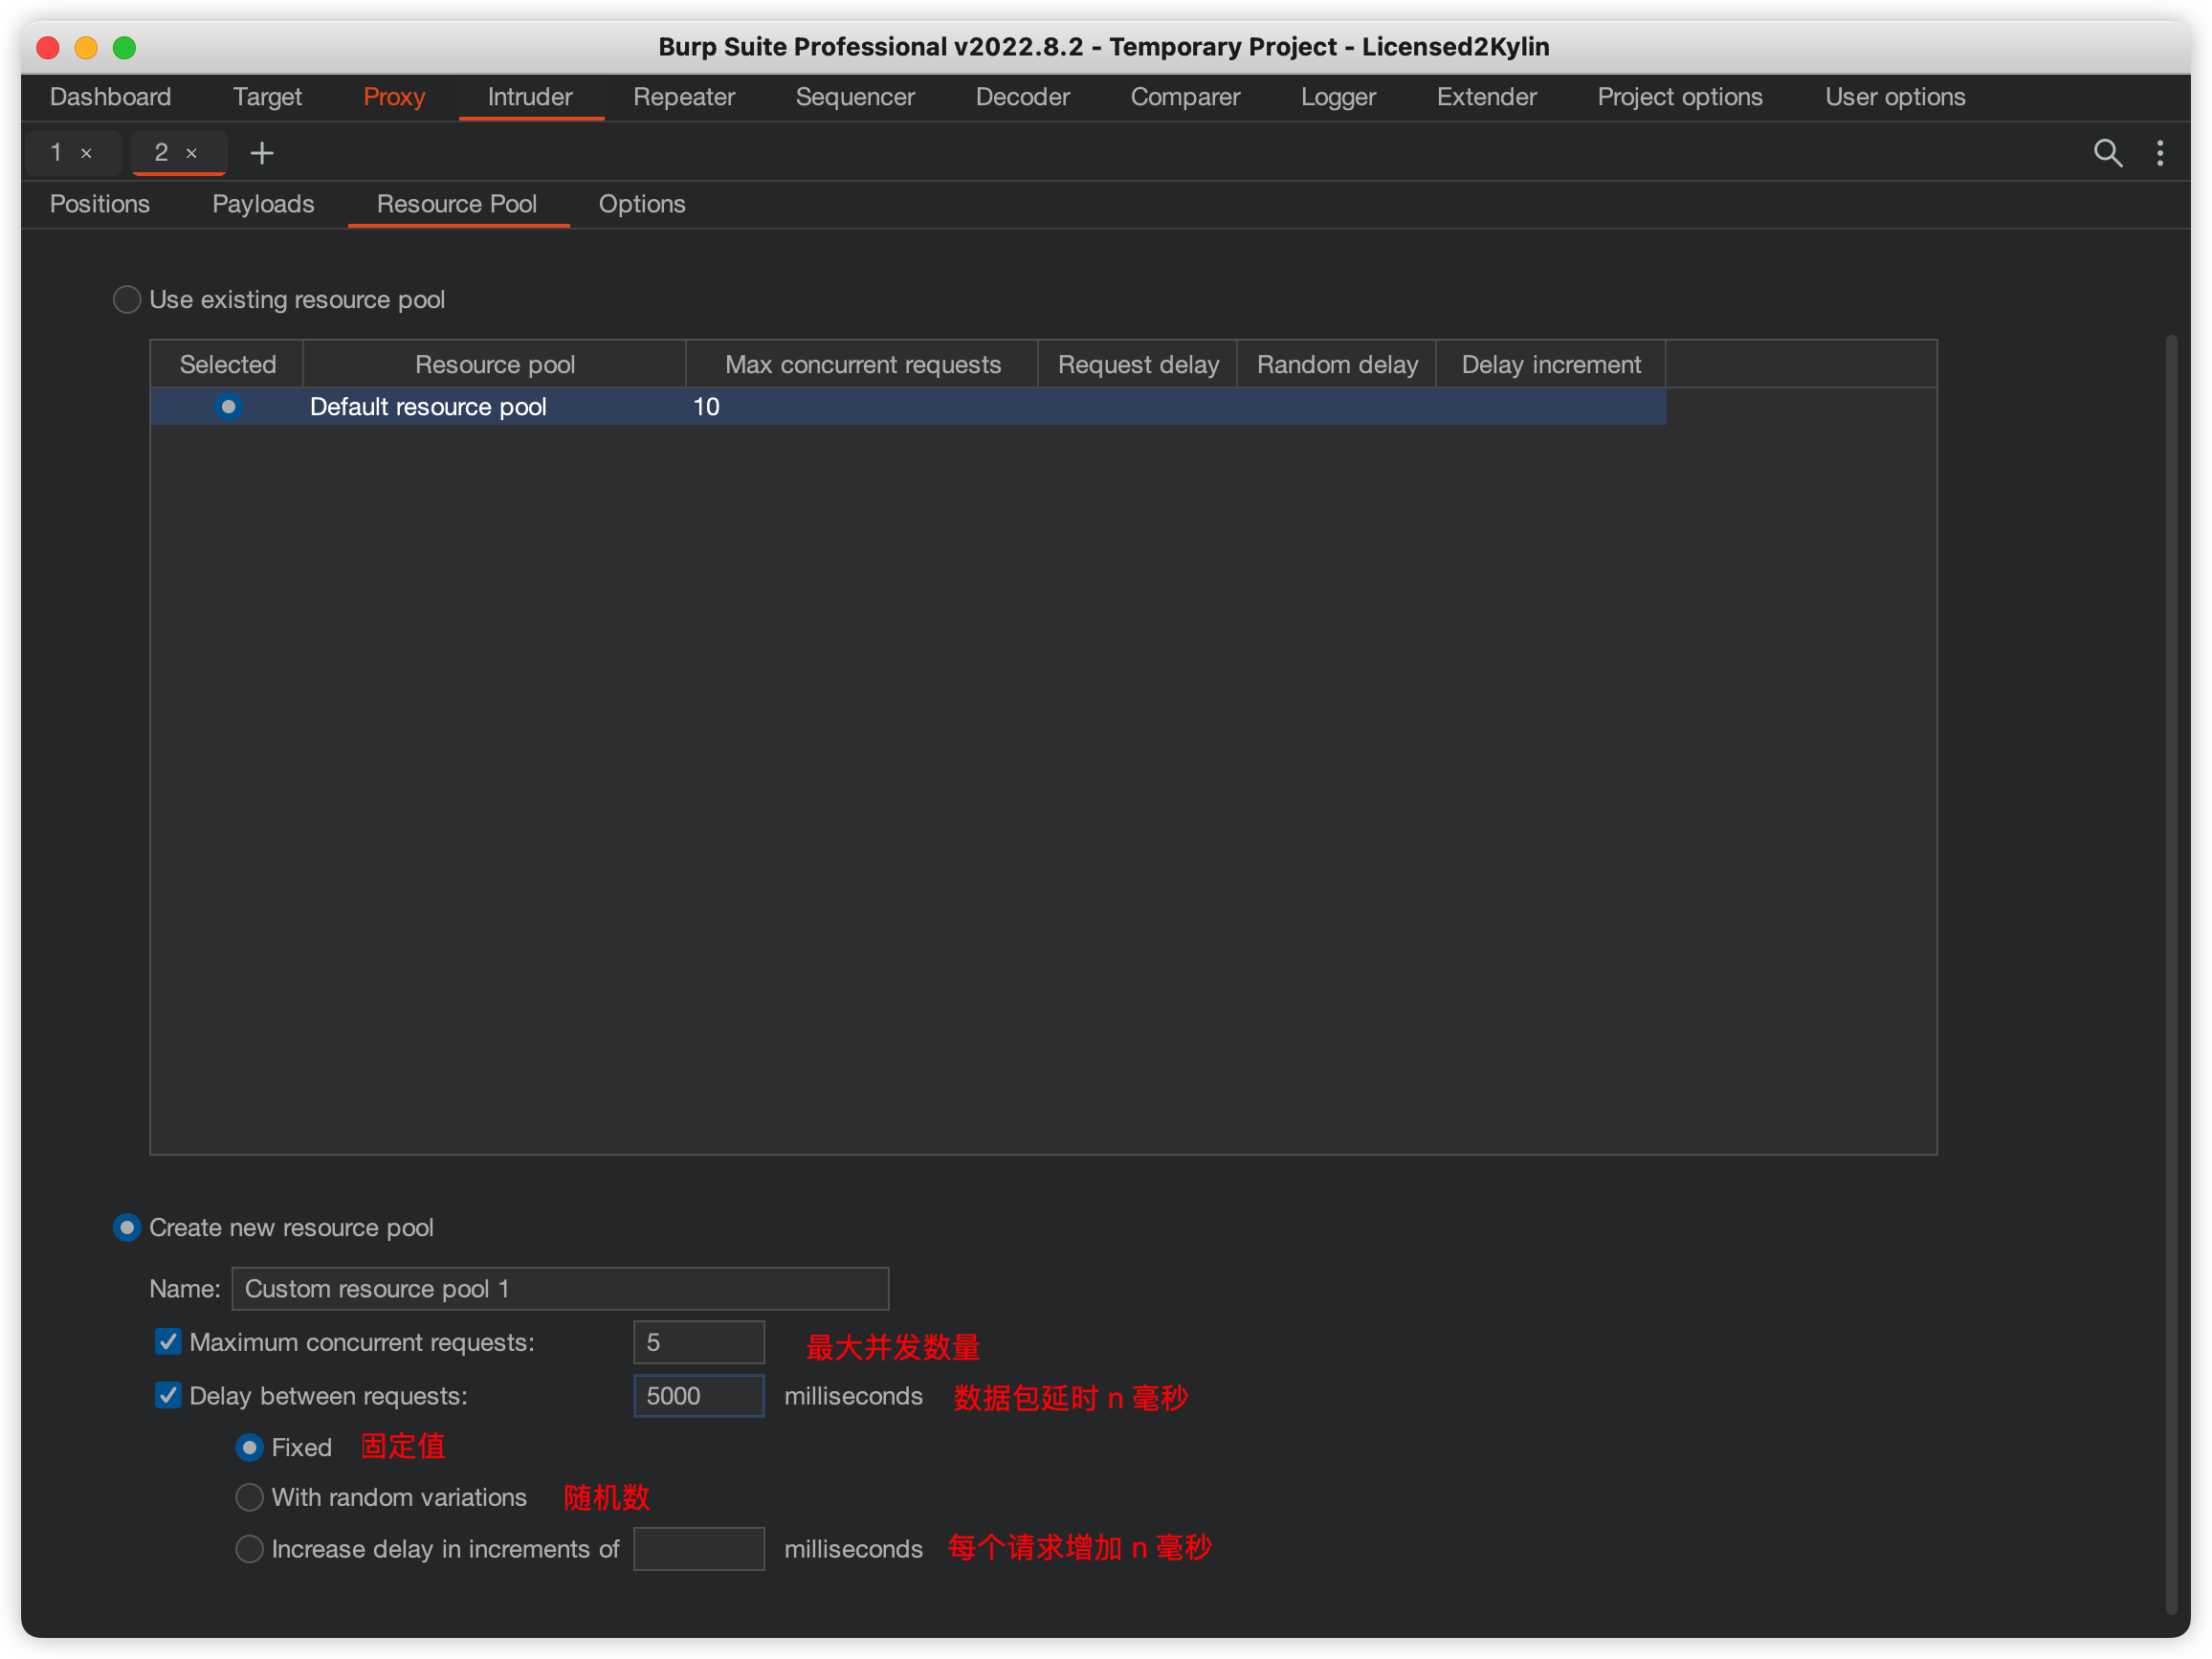 Burp Suite Professional v2022.8.2 - Temporary Project - Licensed2Kylin
Dashboard Target Proxy Intruder Repeater Sequencer Decoder Comparer Logger Extender Project options User options
1 × 2 × +
Positions Payloads Resource Pool Options
Use existing resource pool
Selected Resource pool Max concurrent requests Request delay Random delay Delay increment
Default resource pool 10
Create new resource pool
Name: Custom resource pool 1
Maximum concurrent requests: 5 最大并发数量
Delay between requests: 5000 milliseconds 数据包延时 n 毫秒
Fixed 固定值
With random variations 随机数
Increase delay in increments of milliseconds 每个请求增加 n 毫秒